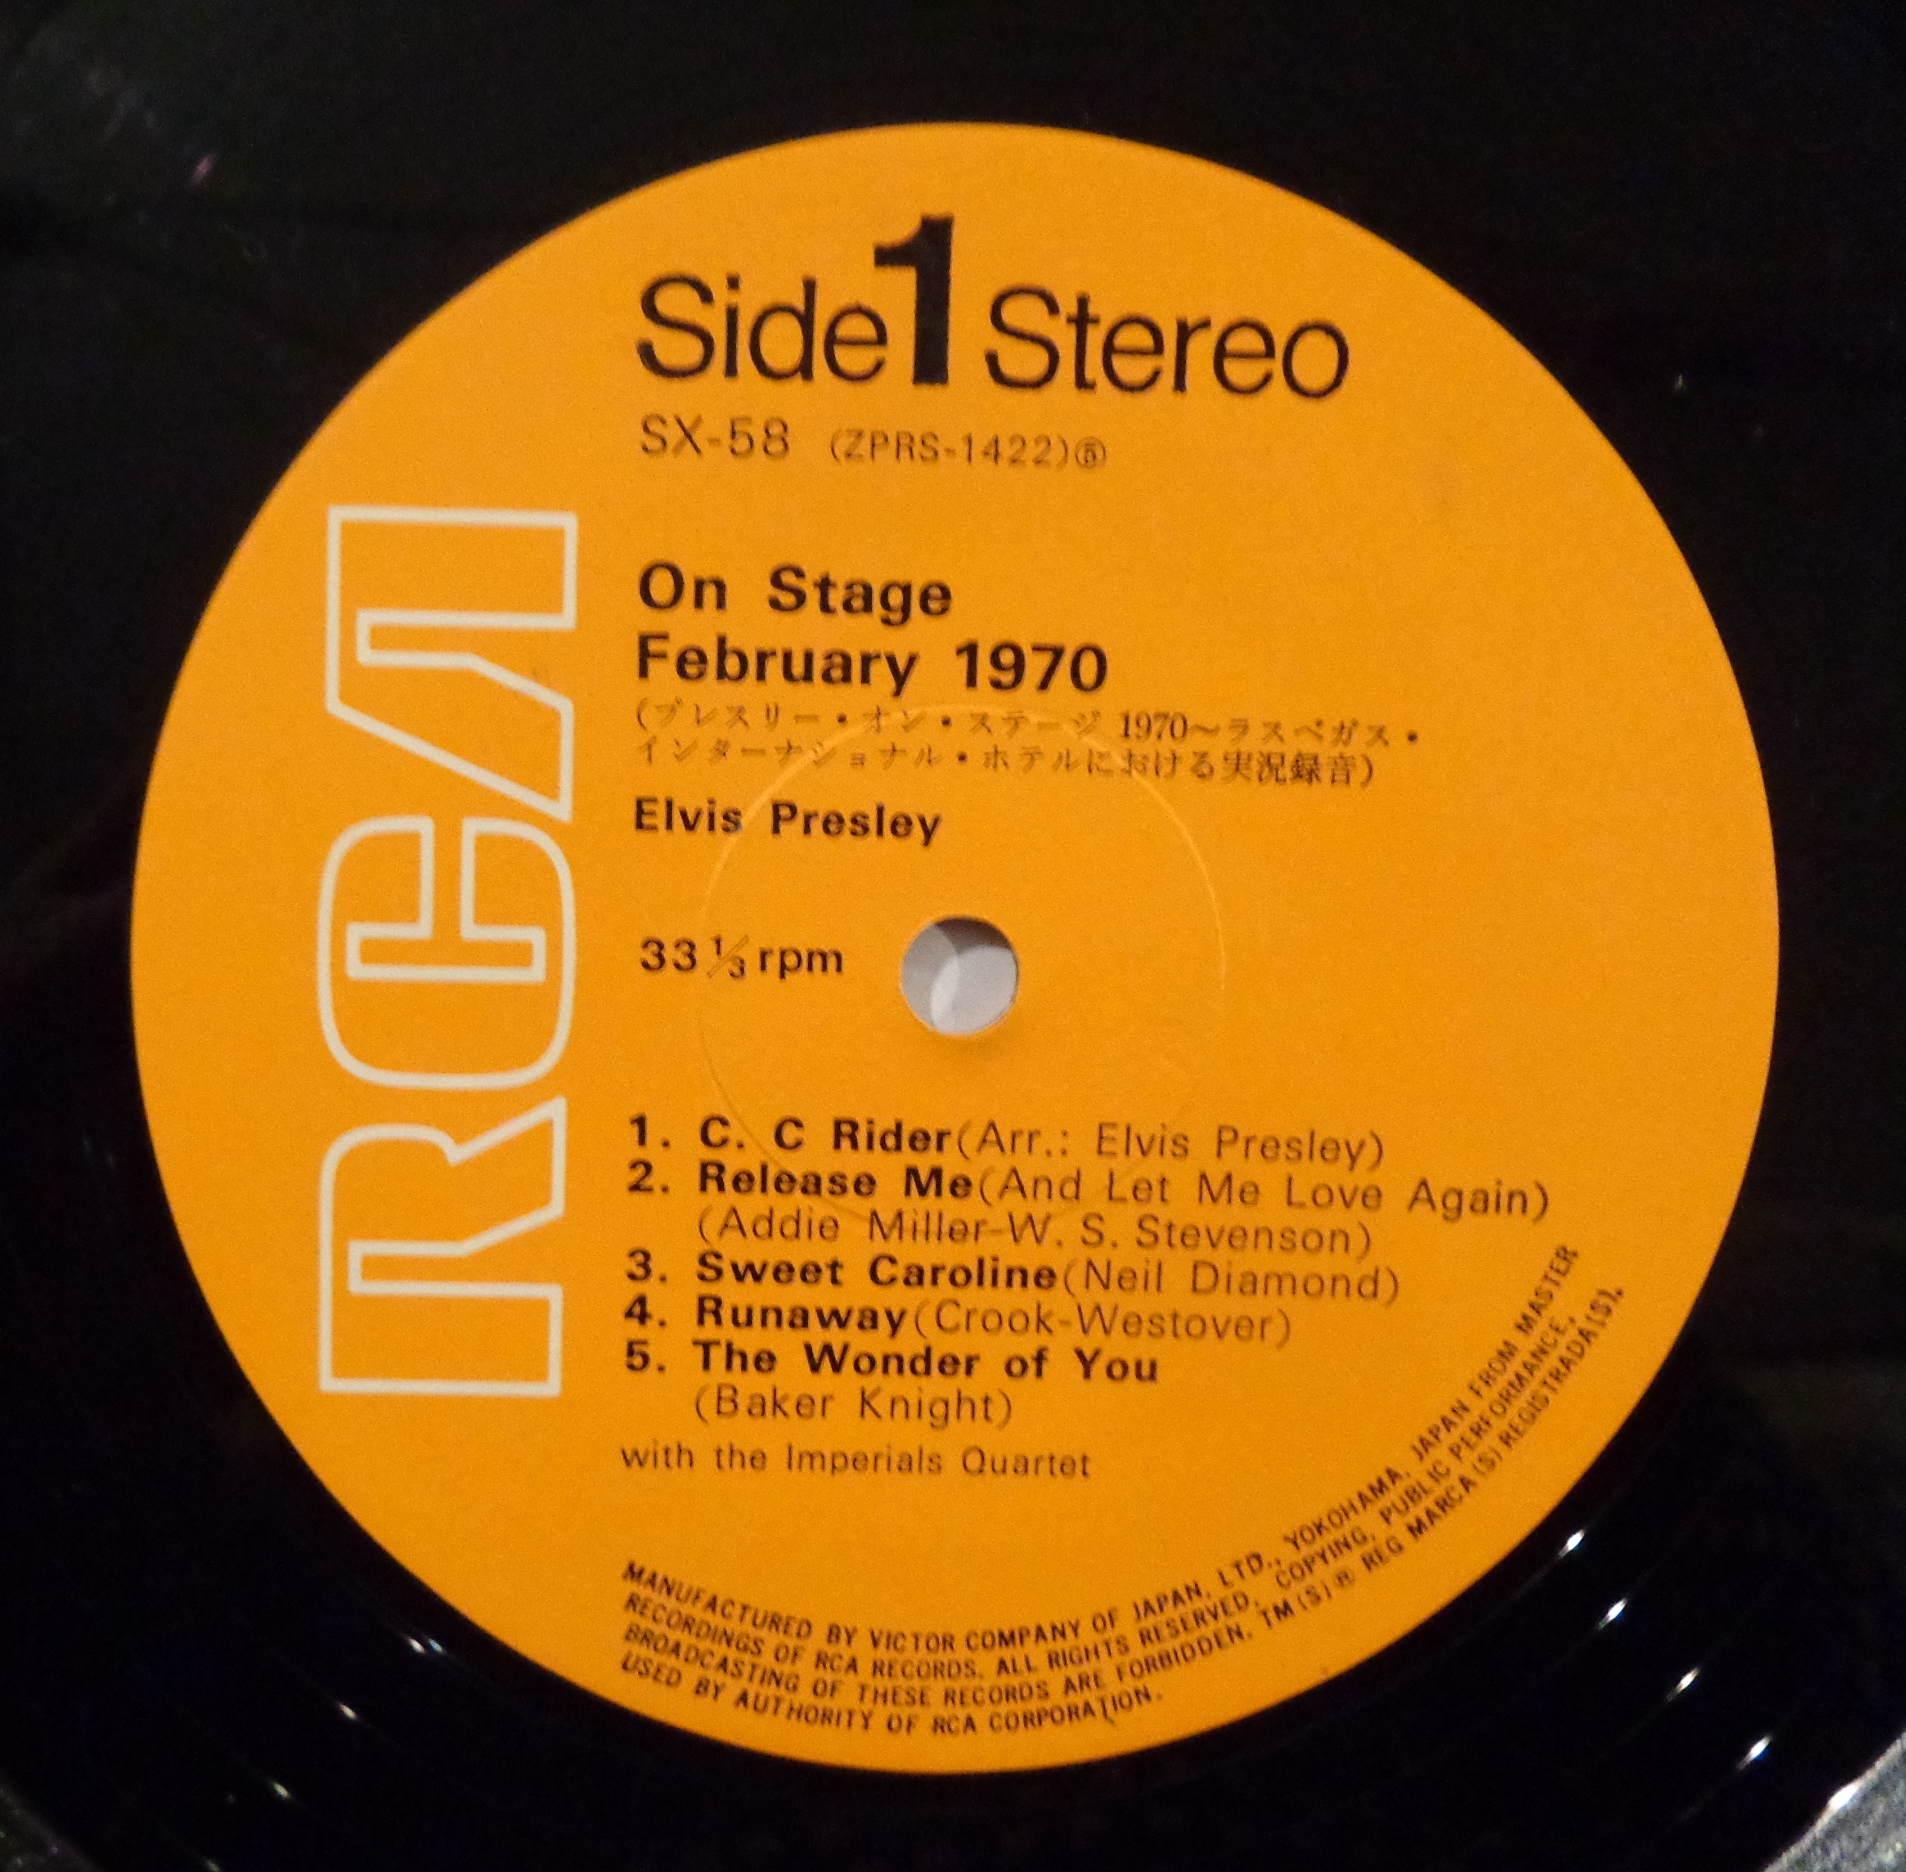 Side 1 Stereo
SX-58 (ZPRS-1422)Ⓑ
RCA
On Stage
February 1970
(プレスリー・オン・ステージ 1970〜ラスベガス・
インターナショナル・ホテルにおける実況録音)
Elvis Presley
33 1/3 rpm
1. C. C Rider(Arr.: Elvis Presley)
2. Release Me(And Let Me Love Again)
(Addie Miller-W. S. Stevenson)
3. Sweet Caroline(Neil Diamond)
4. Runaway(Crook-Westover)
5. The Wonder of You
(Baker Knight)
with the Imperials Quartet
MANUFACTURED BY VICTOR COMPANY OF JAPAN, LTD., YOKOHAMA, JAPAN FROM MASTER
RECORDINGS OF RCA RECORDS. ALL RIGHTS RESERVED. COPYING, PUBLIC PERFORMANCE,
BROADCASTING OF THESE RECORDS ARE FORBIDDEN. TM(S)® REG MARCA(S) REGISTRADA(S).
USED BY AUTHORITY OF RCA CORPORATION.